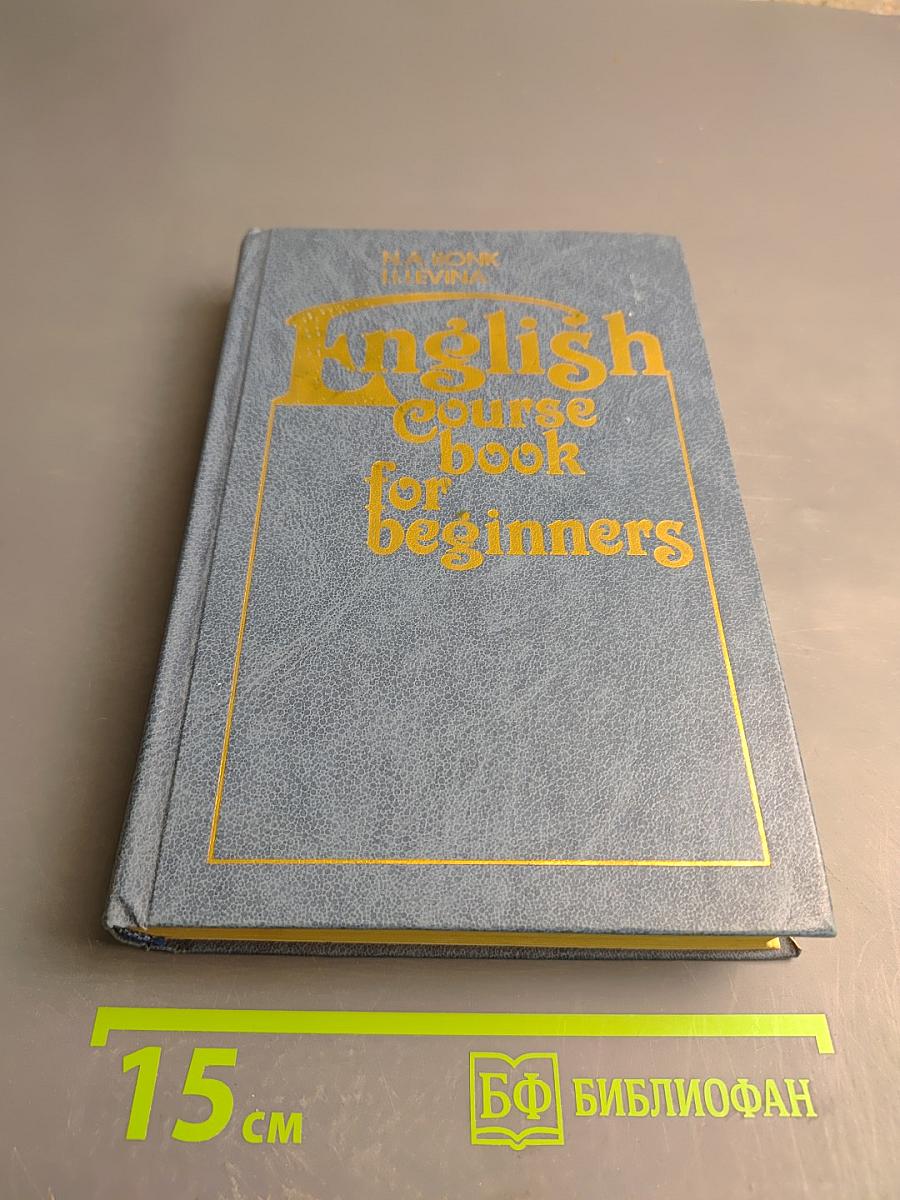 N.A. BONK
I.I. LEVINA
English
course
book
for
beginners
15 см
БФ БИБЛИОФАН